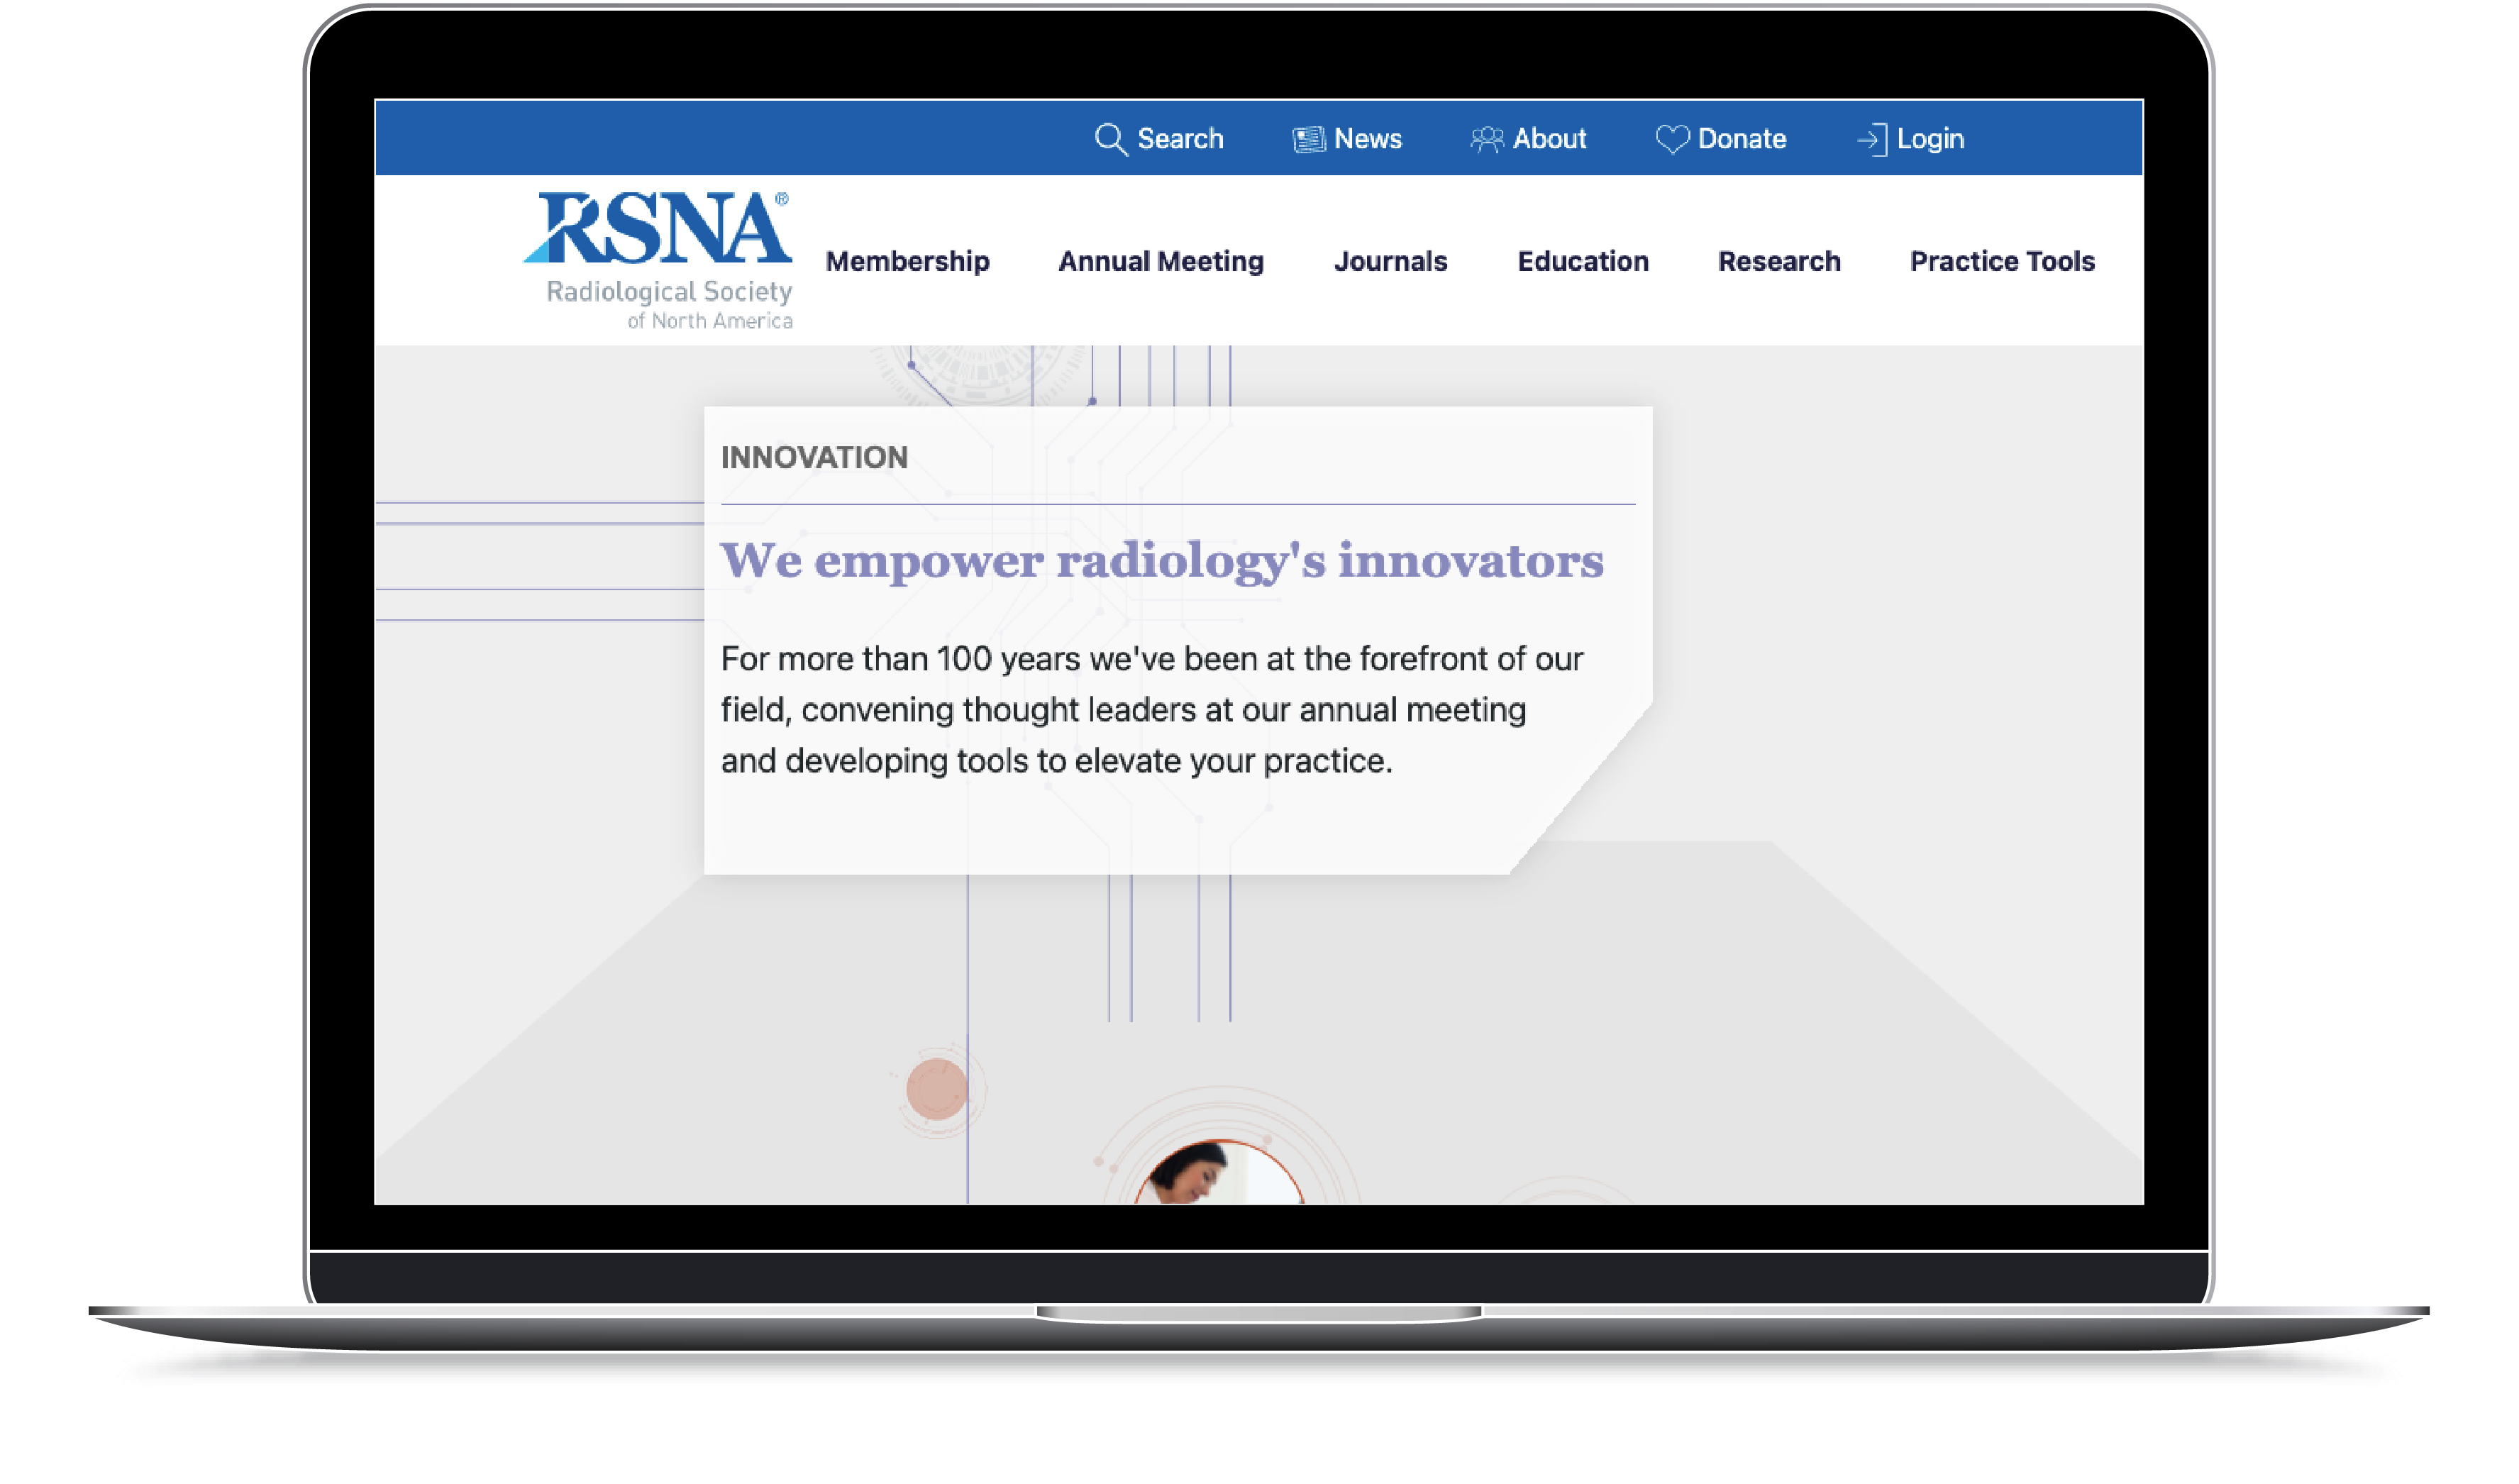 Search
News
About
Donate
Login
RSNA®
Radiological Society
of North America
Membership
Annual Meeting
Journals
Education
Research
Practice Tools
INNOVATION
We empower radiology's innovators
For more than 100 years we've been at the forefront of our
field, convening thought leaders at our annual meeting
and developing tools to elevate your practice.